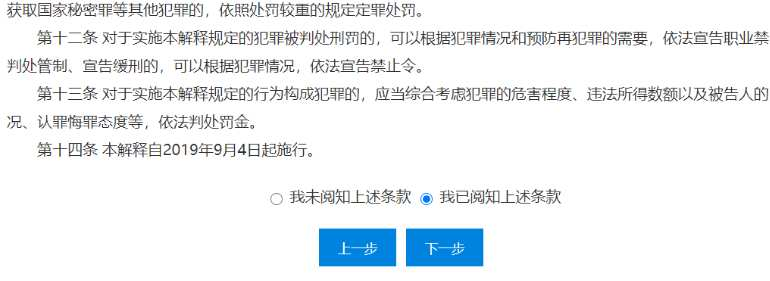 获取国家秘密罪等其他犯罪的，依照处罚较重的规定定罪处罚。
第十二条 对于实施本解释规定的犯罪被判处刑罚的，可以根据犯罪情况和预防再犯罪的需要，依法宣告职业禁
判处管制、宣告缓刑的，可以根据犯罪情况，依法宣告禁止令。
第十三条 对于实施本解释规定的行为构成犯罪的，应当综合考虑犯罪的危害程度、违法所得数额以及被告人的
况、认罪悔罪态度等，依法判处罚金。
第十四条 本解释自2019年9月4日起施行。
我未阅知上述条款 我已阅知上述条款
上一步 下一步